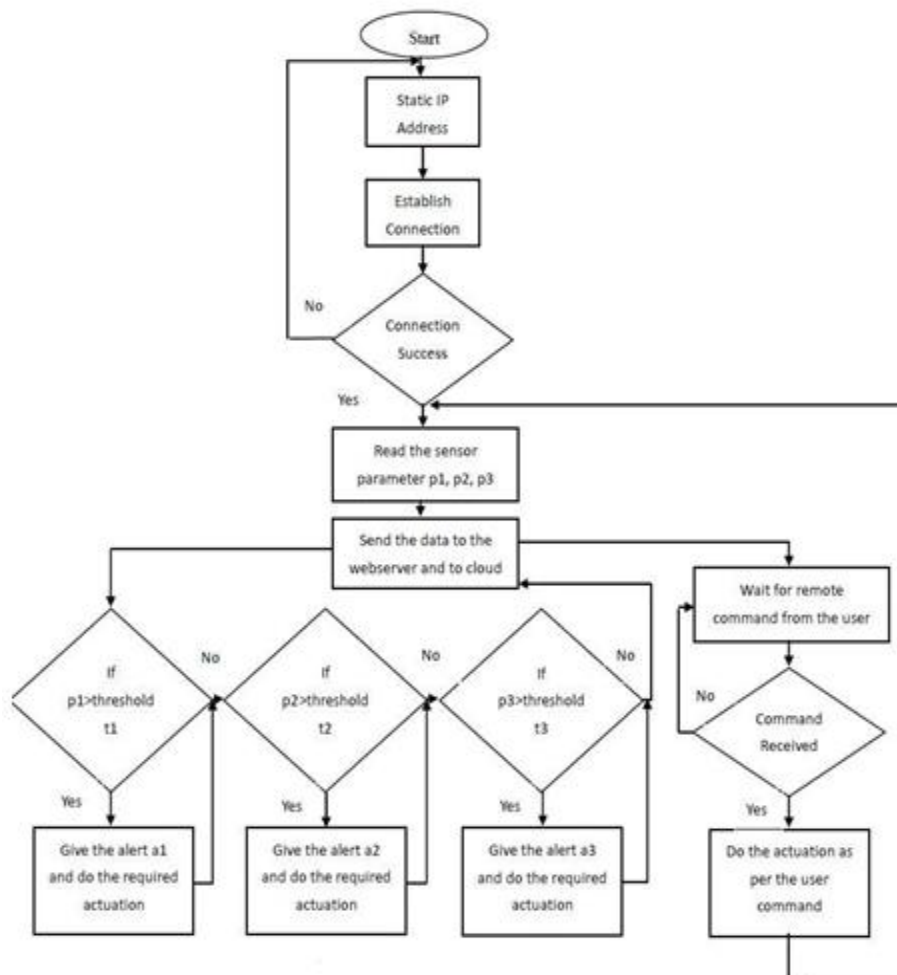 Start
Static IP
Address
Establish
Connection
No
Connection
Success
Yes
Read the sensor
parameter p1, p2, p3
Send the data to the
webserver and to cloud
Wait for remote
command from the user
If
p1>threshold
t1
No
Yes
Give the alert a1
and do the required
actuation
If
p2>threshold
t2
No
Yes
Give the alert a2
and do the required
actuation
If
p3>threshold
t3
No
Yes
Give the alert a3
and do the required
actuation
No
Command
Received
Yes
Do the actuation as
per the user
command